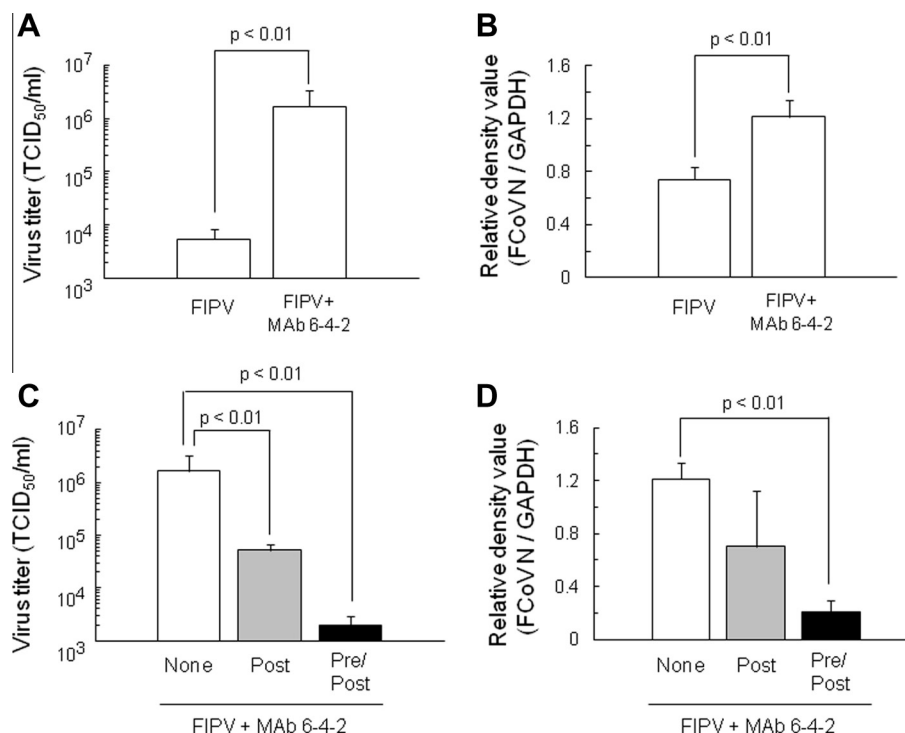 A
p < 0.01
Virus titer (TCID50/ml)
10^7
10^6
10^5
10^4
10^3
FIPV
FIPV+
MAb 6-4-2
B
p < 0.01
Relative density value
(FCoV N / GAPDH)
1.6
1.2
0.8
0.4
0
FIPV
FIPV+
MAb 6-4-2
C
p < 0.01
p < 0.01
Virus titer (TCID50/ml)
10^7
10^6
10^5
10^4
10^3
None
Post
Pre/
Post
FIPV + MAb 6-4-2
D
p < 0.01
Relative density value
(FCoV N / GAPDH)
1.6
1.2
0.8
0.4
0
None
Post
Pre/
Post
FIPV + MAb 6-4-2